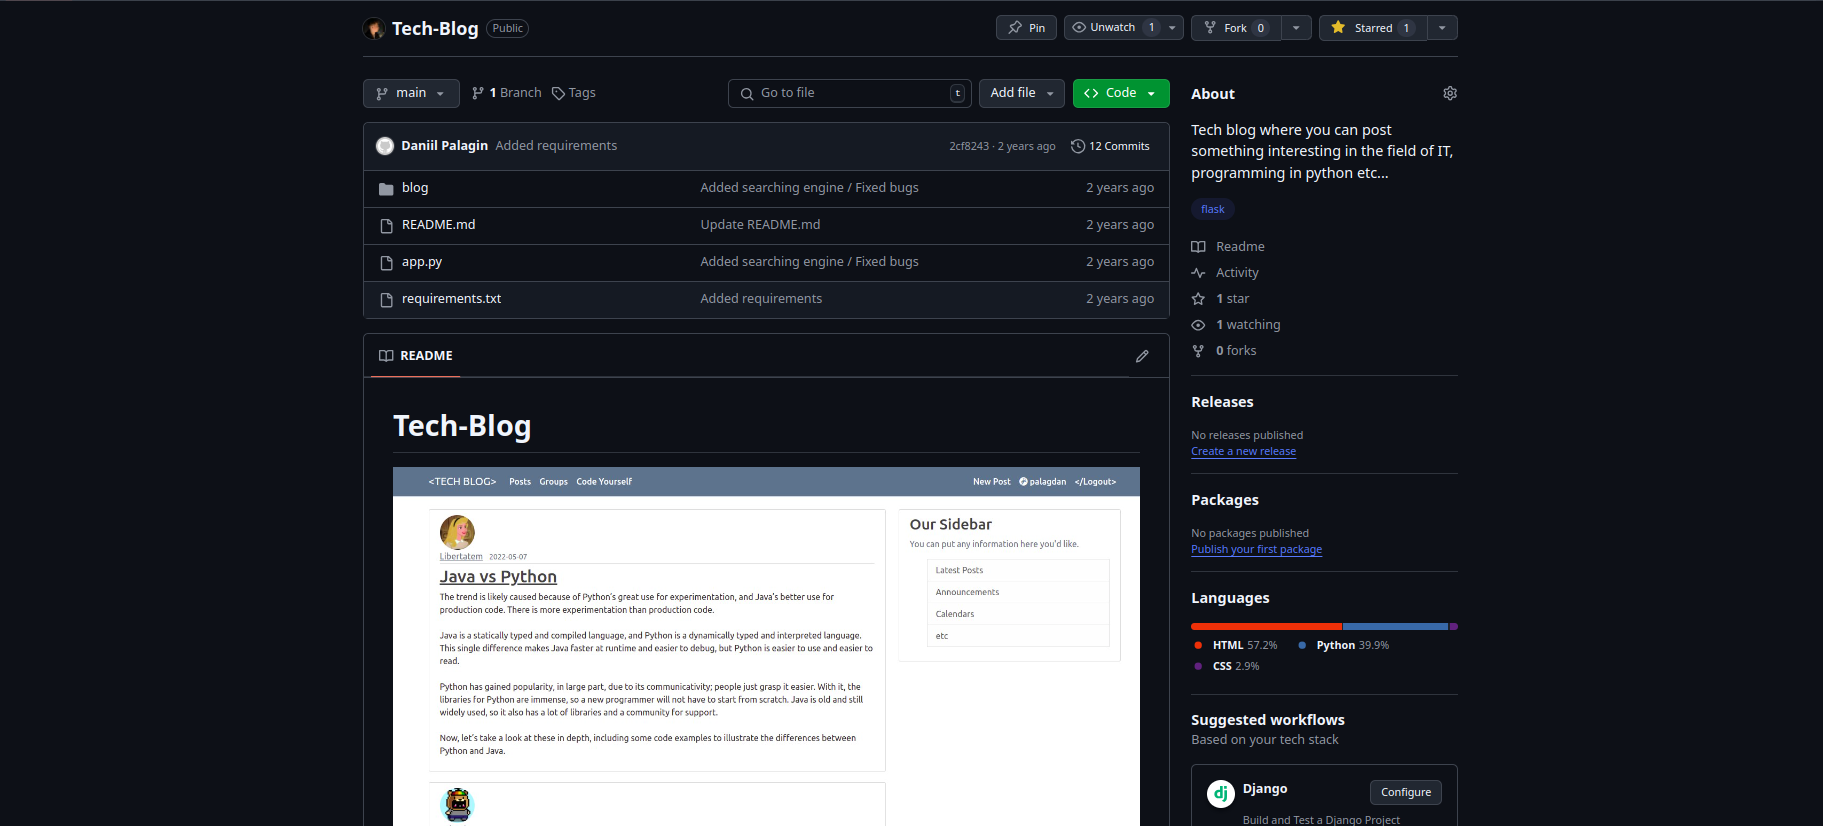 Tech-Blog Public
Pin
Unwatch 1
Fork 0
Starred 1
main
1 Branch
Tags
Go to file t
Add file
<> Code
Daniil Palagin Added requirements 2cf8243 · 2 years ago 12 Commits
blog Added searching engine / Fixed bugs 2 years ago
README.md Update README.md 2 years ago
app.py Added searching engine / Fixed bugs 2 years ago
requirements.txt Added requirements 2 years ago
README
Tech-Blog
<TECH BLOG> Posts Groups Code Yourself New Post palagdan </Logout>
Libertatem 2022-05-07
Java vs Python
The trend is likely caused because of Python's great use for experimentation, and Java's better use for
production code. There is more experimentation than production code.
Java is a statically typed and compiled language, and Python is a dynamically typed and interpreted language.
This single difference makes Java faster at runtime and easier to debug, but Python is easier to use and easier to
read.
Python has gained popularity, in large part, due to its communicativity; people just grasp it easier. With it, the
libraries for Python are immense, so a new programmer will not have to start from scratch. Java is old and still
widely used, so it also has a lot of libraries and a community for support.
Now, let's take a look at these in depth, including some code examples to illustrate the differences between
Python and Java.
Our Sidebar
You can put any information here you'd like.
Latest Posts
Announcements
Calendars
etc
About
Tech blog where you can post
something interesting in the field of IT,
programming in python etc...
flask
Readme
Activity
1 star
1 watching
0 forks
Releases
No releases published
Create a new release
Packages
No packages published
Publish your first package
Languages
HTML 57.2% Python 39.9%
CSS 2.9%
Suggested workflows
Based on your tech stack
dj Django Configure
Build and Test a Django Project